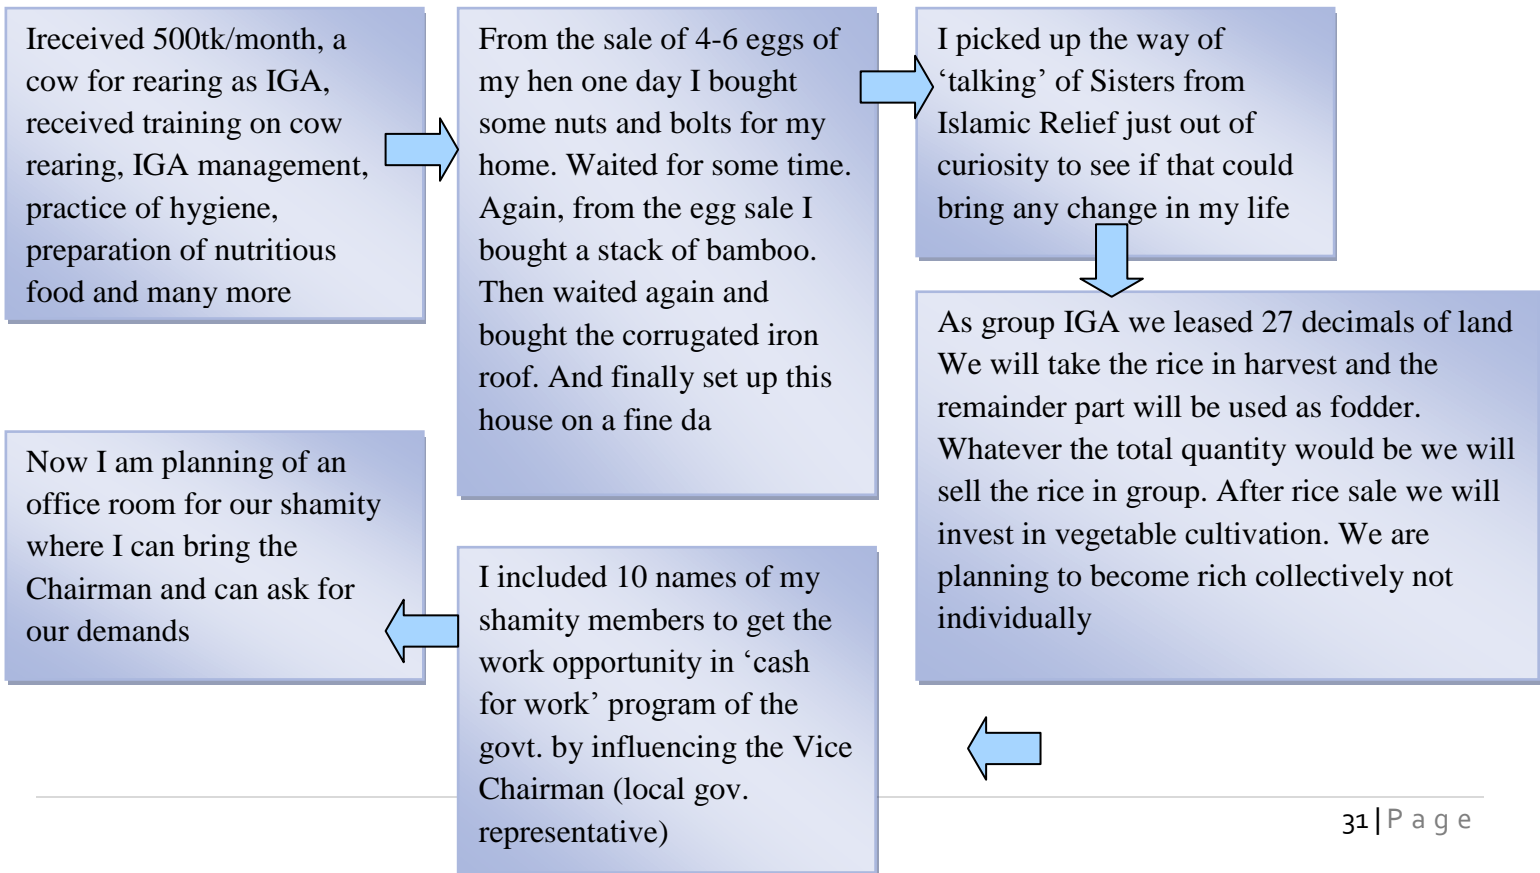 Ireceived 500tk/month, a
cow for rearing as IGA,
received training on cow
rearing, IGA management,
practice of hygiene,
preparation of nutritious
food and many more
From the sale of 4-6 eggs of
my hen one day I bought
some nuts and bolts for my
home. Waited for some time.
Again, from the egg sale I
bought a stack of bamboo.
Then waited again and
bought the corrugated iron
roof. And finally set up this
house on a fine da
I picked up the way of
‘talking’ of Sisters from
Islamic Relief just out of
curiosity to see if that could
bring any change in my life
As group IGA we leased 27 decimals of land
We will take the rice in harvest and the
remainder part will be used as fodder.
Whatever the total quantity would be we will
sell the rice in group. After rice sale we will
invest in vegetable cultivation. We are
planning to become rich collectively not
individually
I included 10 names of my
shamity members to get the
work opportunity in ‘cash
for work’ program of the
govt. by influencing the Vice
Chairman (local gov.
representative)
Now I am planning of an
office room for our shamity
where I can bring the
Chairman and can ask for
our demands
31 | P a g e